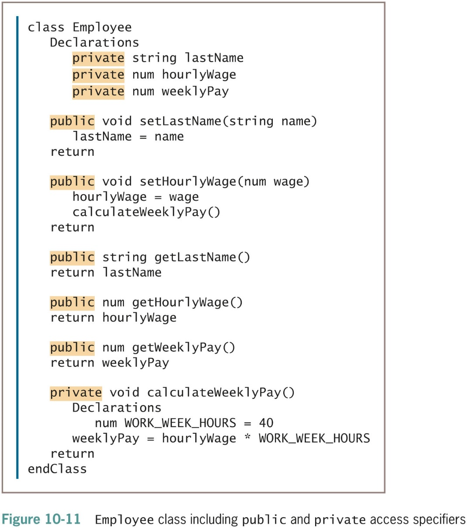 class Employee
Declarations
private string lastName
private num hourlyWage
private num weeklyPay
public void setLastName(string name)
lastName = name
return
public void setHourlyWage(num wage)
hourlyWage = wage
calculateWeeklyPay()
return
public string getLastName()
return lastName
public num getHourlyWage()
return hourlyWage
public num getWeeklyPay()
return weeklyPay
private void calculateWeeklyPay()
Declarations
num WORK_WEEK_HOURS = 40
weeklyPay = hourlyWage * WORK_WEEK_HOURS
return
endClass
Figure 10-11 Employee class including public and private access specifiers